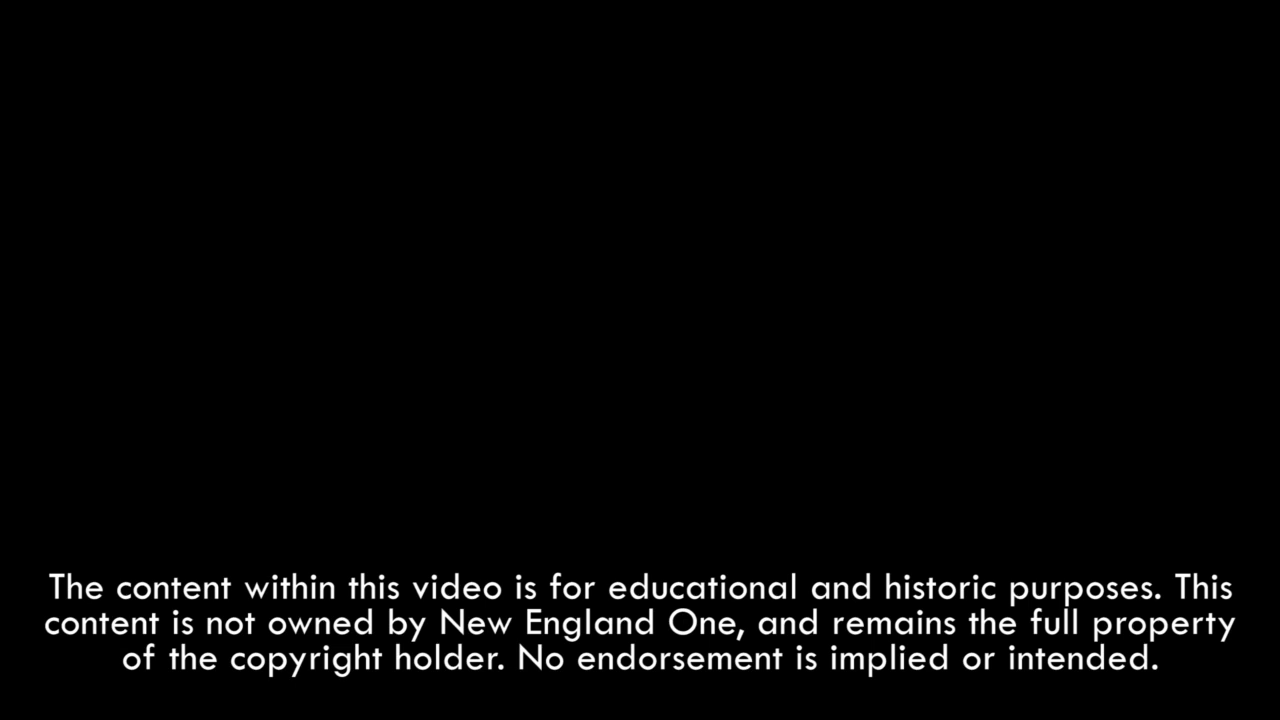 The content within this video is for educational and historic purposes. This
content is not owned by New England One, and remains the full property
of the copyright holder. No endorsement is implied or intended.